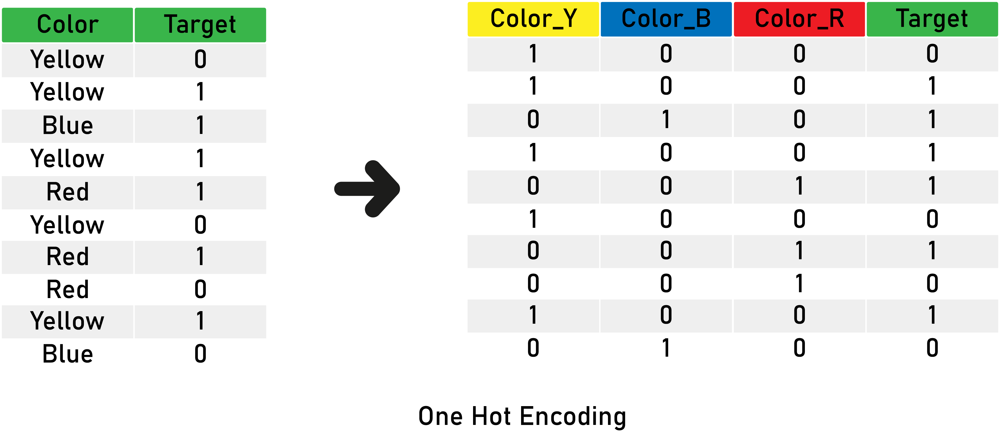 Color Target
Yellow 0
Yellow 1
Blue 1
Yellow 1
Red 1
Yellow 0
Red 1
Red 0
Yellow 1
Blue 0
Color_Y Color_B Color_R Target
1 0 0 0
1 0 0 1
0 1 0 1
1 0 0 1
0 0 1 1
1 0 0 0
0 0 1 1
0 0 1 0
1 0 0 1
0 1 0 0
One Hot Encoding